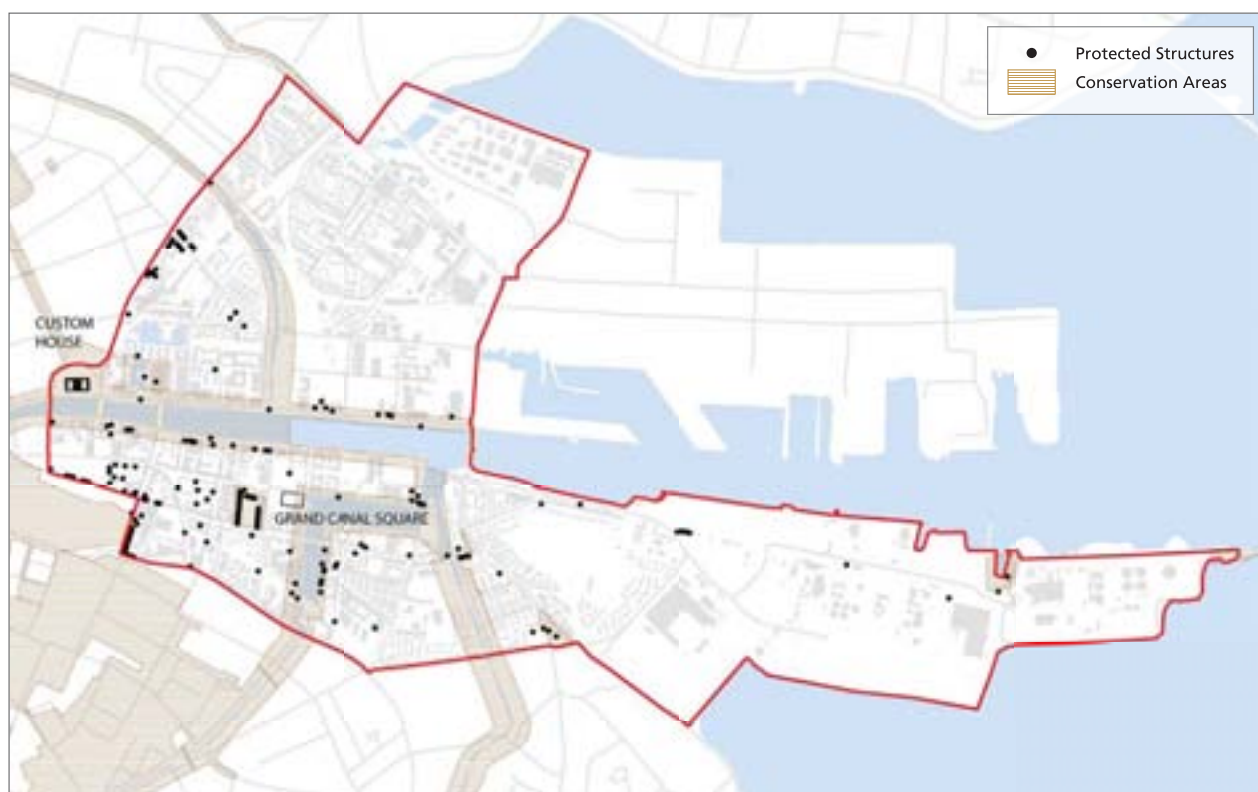 Protected Structures
Conservation Areas
CUSTOM
HOUSE
GRAND CANAL SQUARE